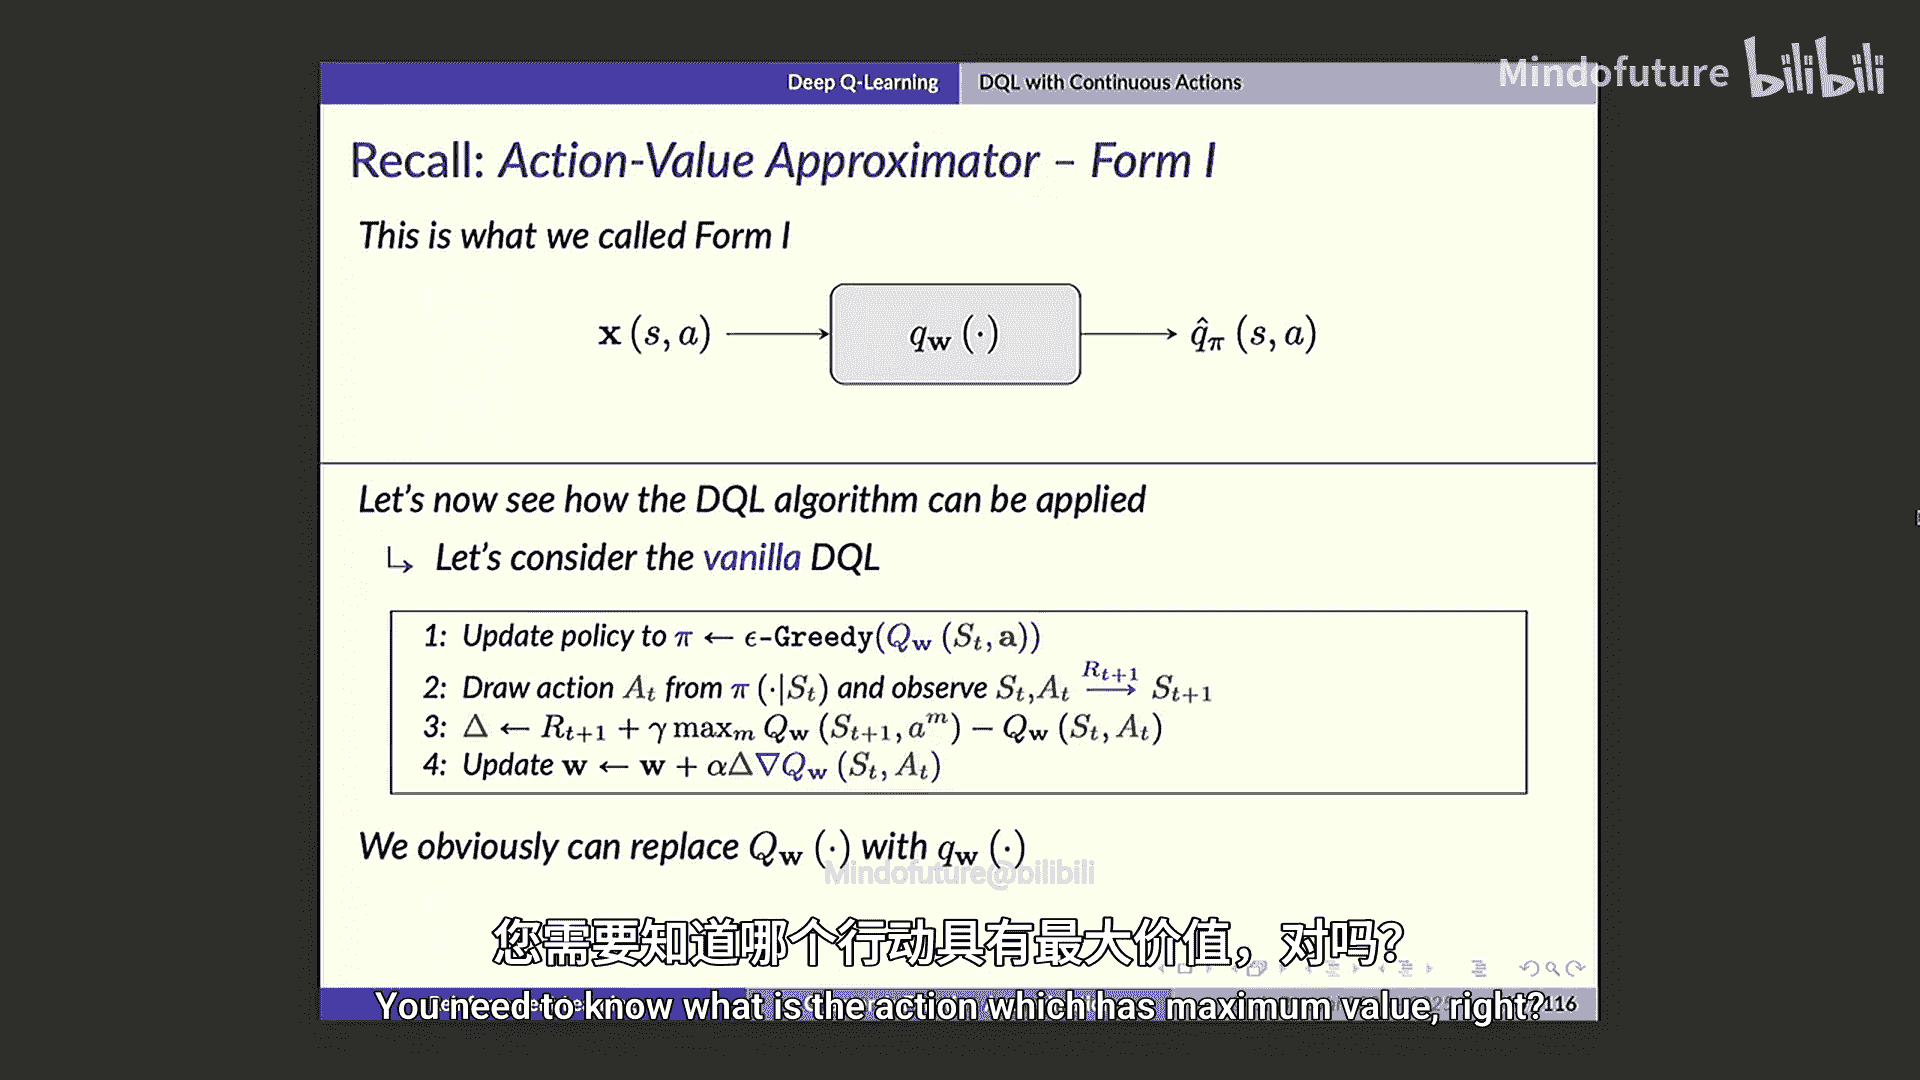 Mindofuture bilibili
Deep Q-Learning DQL with Continuous Actions
Recall: Action-Value Approximator – Form I
This is what we called Form I
x (s, a) → q_w (·) → q̂_π (s, a)
Let's now see how the DQL algorithm can be applied
↳ Let's consider the vanilla DQL
1: Update policy to π ← ϵ-Greedy(Q_w (S_t, a))
2: Draw action A_t from π (·|S_t) and observe S_t, A_t —R_{t+1}→ S_{t+1}
3: Δ ← R_{t+1} + γ max_m Q_w (S_{t+1}, a^m) − Q_w (S_t, A_t)
4: Update w ← w + αΔ∇Q_w (S_t, A_t)
We obviously can replace Q_w (·) with q_w (·)
Mindofuture@bilibili
您需要知道哪个行动具有最大价值，对吗？
You need to know what is the action which has maximum value, right?
116